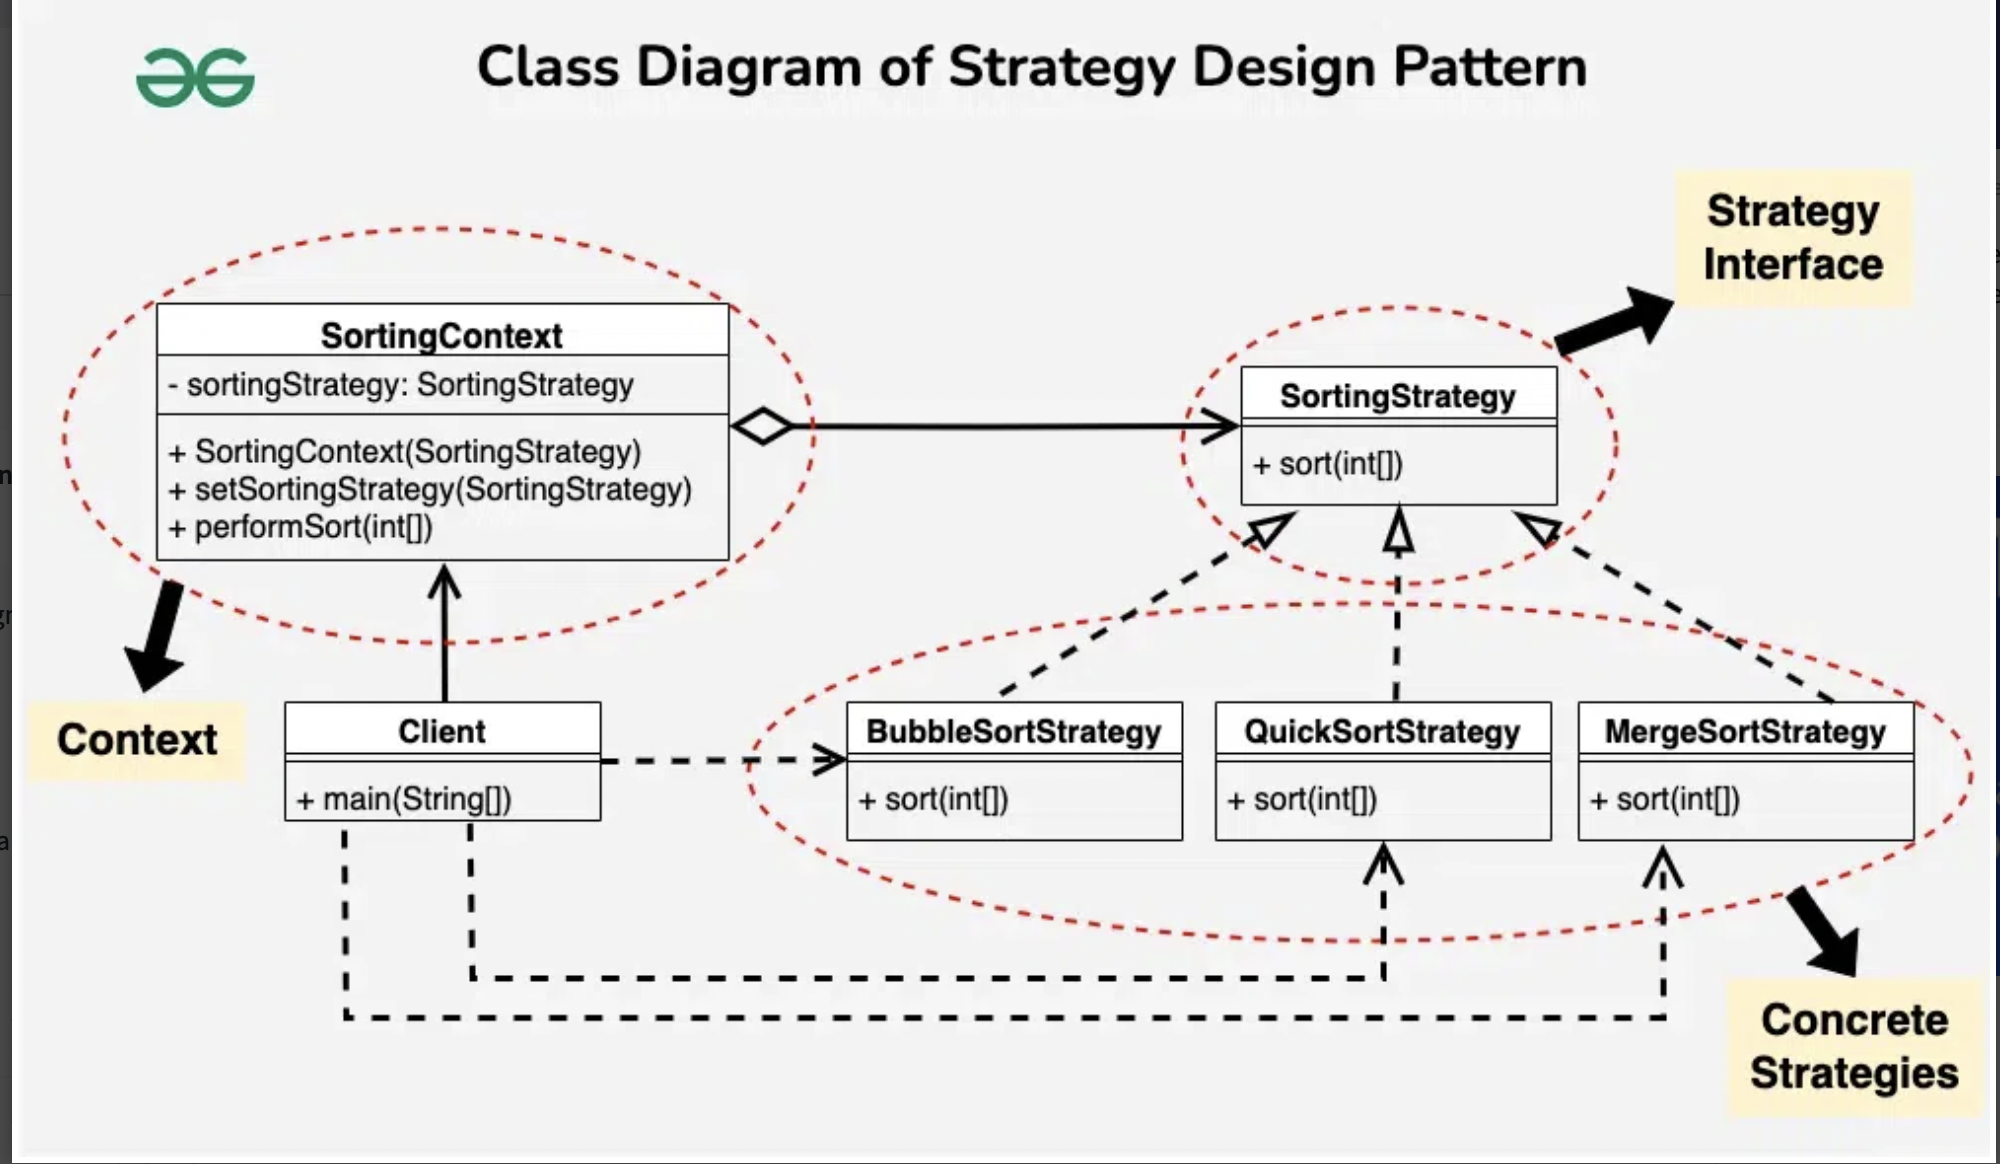 Class Diagram of Strategy Design Pattern
Strategy
Interface
SortingContext
- sortingStrategy: SortingStrategy
+ SortingContext(SortingStrategy)
+ setSortingStrategy(SortingStrategy)
+ performSort(int[])
SortingStrategy
+ sort(int[])
Context
Client
+ main(String[])
BubbleSortStrategy
+ sort(int[])
QuickSortStrategy
+ sort(int[])
MergeSortStrategy
+ sort(int[])
Concrete
Strategies